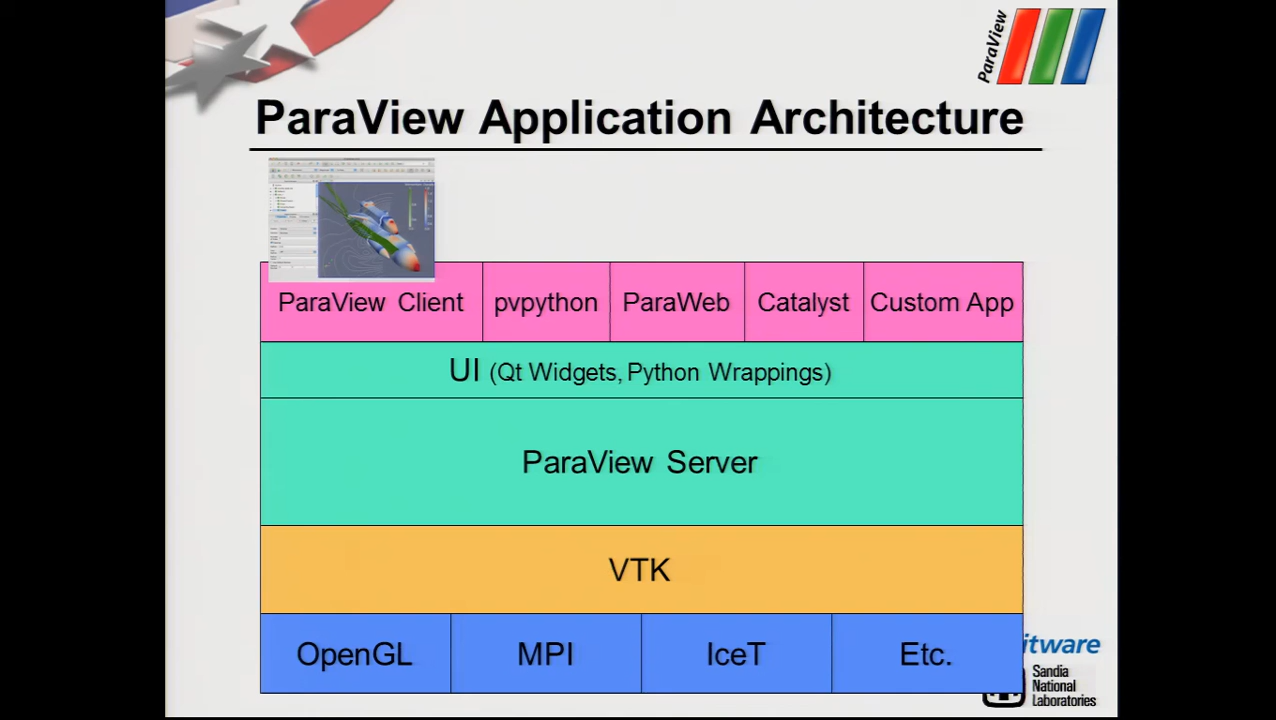 ParaView
ParaView Application Architecture
ParaView Client
pvpython
ParaWeb
Catalyst
Custom App
UI (Qt Widgets, Python Wrappings)
ParaView Server
VTK
OpenGL
MPI
IceT
Etc.
itware
Sandia
National
Laboratories